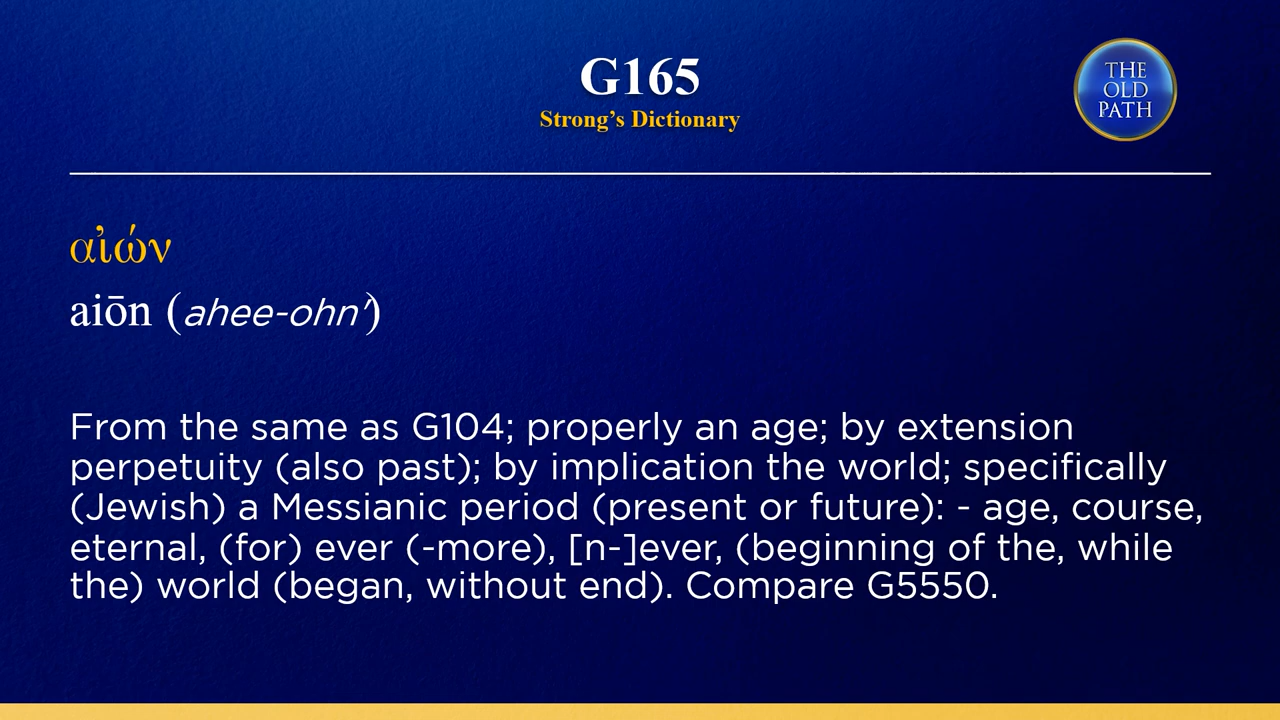 G165
Strong’s Dictionary
THE
OLD
PATH
αἰών
aiōn (ahee-ohn')
From the same as G104; properly an age; by extension
perpetuity (also past); by implication the world; specifically
(Jewish) a Messianic period (present or future): - age, course,
eternal, (for) ever (-more), [n-]ever, (beginning of the, while
the) world (began, without end). Compare G5550.